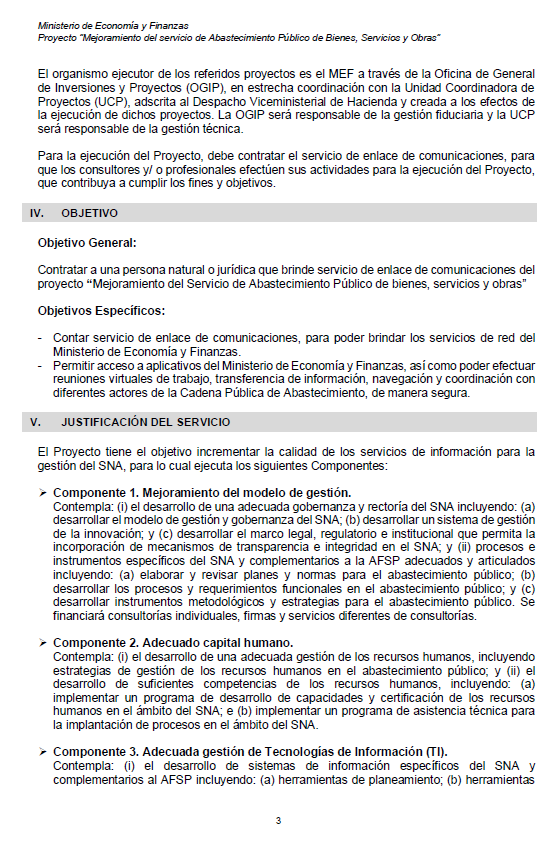 Ministerio de Economía y Finanzas
Proyecto "Mejoramiento del servicio de Abastecimiento Público de Bienes, Servicios y Obras"
El organismo ejecutor de los referidos proyectos es el MEF a través de la Oficina de General
de Inversiones y Proyectos (OGIP), en estrecha coordinación con la Unidad Coordinadora de
Proyectos (UCP), adscrita al Despacho Viceministerial de Hacienda y creada a los efectos de
la ejecución de dichos proyectos. La OGIP será responsable de la gestión fiduciaria y la UCP
será responsable de la gestión técnica.
Para la ejecución del Proyecto, debe contratar el servicio de enlace de comunicaciones, para
que los consultores y/ o profesionales efectúen sus actividades para la ejecución del Proyecto,
que contribuya a cumplir los fines y objetivos.
IV. OBJETIVO
Objetivo General:
Contratar a una persona natural o jurídica que brinde servicio de enlace de comunicaciones del
proyecto “Mejoramiento del Servicio de Abastecimiento Público de bienes, servicios y obras”
Objetivos Específicos:
- Contar servicio de enlace de comunicaciones, para poder brindar los servicios de red del
Ministerio de Economía y Finanzas.
- Permitir acceso a aplicativos del Ministerio de Economía y Finanzas, así como poder efectuar
reuniones virtuales de trabajo, transferencia de información, navegación y coordinación con
diferentes actores de la Cadena Pública de Abastecimiento, de manera segura.
V. JUSTIFICACIÓN DEL SERVICIO
El Proyecto tiene el objetivo incrementar la calidad de los servicios de información para la
gestión del SNA, para lo cual ejecuta los siguientes Componentes:
➢ Componente 1. Mejoramiento del modelo de gestión.
Contempla: (i) el desarrollo de una adecuada gobernanza y rectoría del SNA incluyendo: (a)
desarrollar el modelo de gestión y gobernanza del SNA; (b) desarrollar un sistema de gestión
de la innovación; y (c) desarrollar el marco legal, regulatorio e institucional que permita la
incorporación de mecanismos de transparencia e integridad en el SNA; y (ii) procesos e
instrumentos específicos del SNA y complementarios a la AFSP adecuados y articulados
incluyendo: (a) elaborar y revisar planes y normas para el abastecimiento público; (b)
desarrollar los procesos y requerimientos funcionales en el abastecimiento público; y (c)
desarrollar instrumentos metodológicos y estrategias para el abastecimiento público. Se
financiará consultorías individuales, firmas y servicios diferentes de consultorías.
➢ Componente 2. Adecuado capital humano.
Contempla: (i) el desarrollo de una adecuada gestión de los recursos humanos, incluyendo
estrategias de gestión de los recursos humanos en el abastecimiento público; y (ii) el
desarrollo de suficientes competencias de los recursos humanos, incluyendo: (a)
implementar un programa de desarrollo de capacidades y certificación de los recursos
humanos en el ámbito del SNA; e (b) implementar un programa de asistencia técnica para
la implantación de procesos en el ámbito del SNA.
➢ Componente 3. Adecuada gestión de Tecnologías de Información (TI).
Contempla: (i) el desarrollo de sistemas de información específicos del SNA y
complementarios al AFSP incluyendo: (a) herramientas de planeamiento; (b) herramientas
3